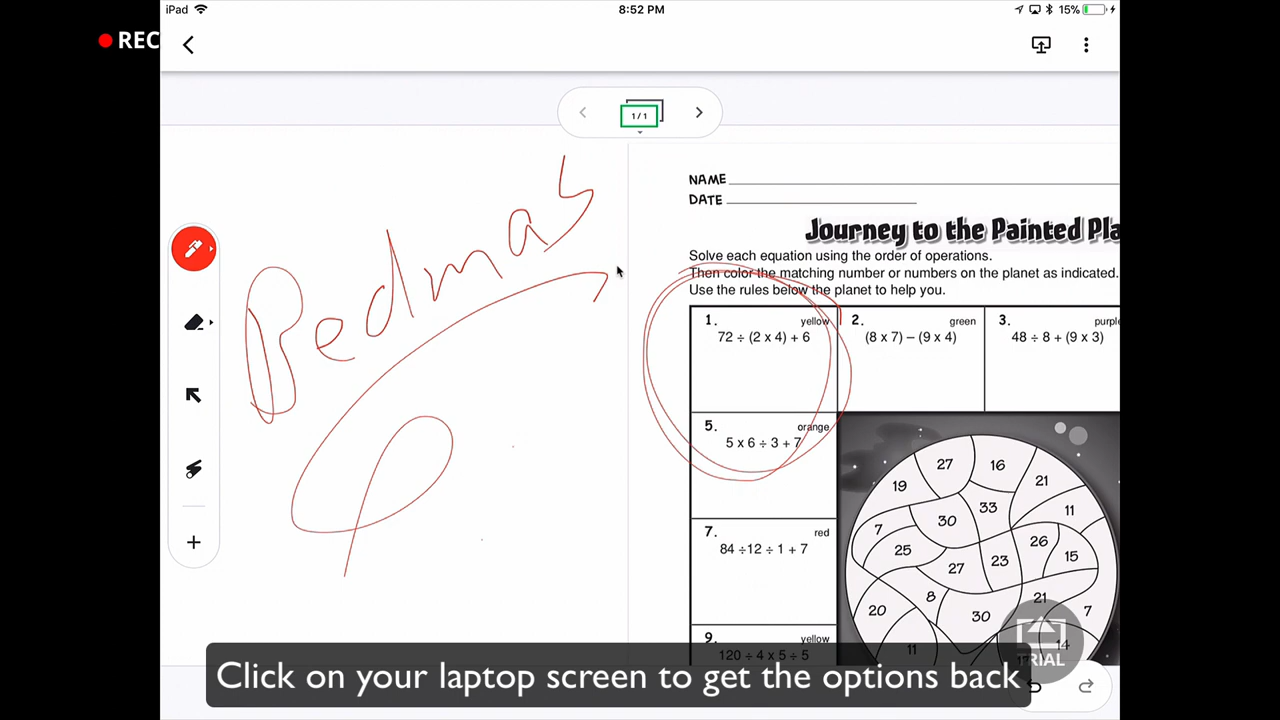 iPad 8:52 PM 15%
REC
1/1
Bedmas
NAME
DATE
Journey to the Painted Pla
Solve each equation using the order of operations.
Then color the matching number or numbers on the planet as indicated.
Use the rules below the planet to help you.
1. yellow 2. green 3. purple
72 ÷ (2 x 4) + 6 (8 x 7) – (9 x 4) 48 ÷ 8 + (9 x 3)
5. orange
5 x 6 ÷ 3 + 7
27 16
19 21
30 33 11
7 26
25 23 15
27
8 21
20 30 7
11 14
7. red
84 ÷12 ÷ 1 + 7
9. yellow
120 ÷ 4 x 5 ÷ 5
TRIAL
Click on your laptop screen to get the options back